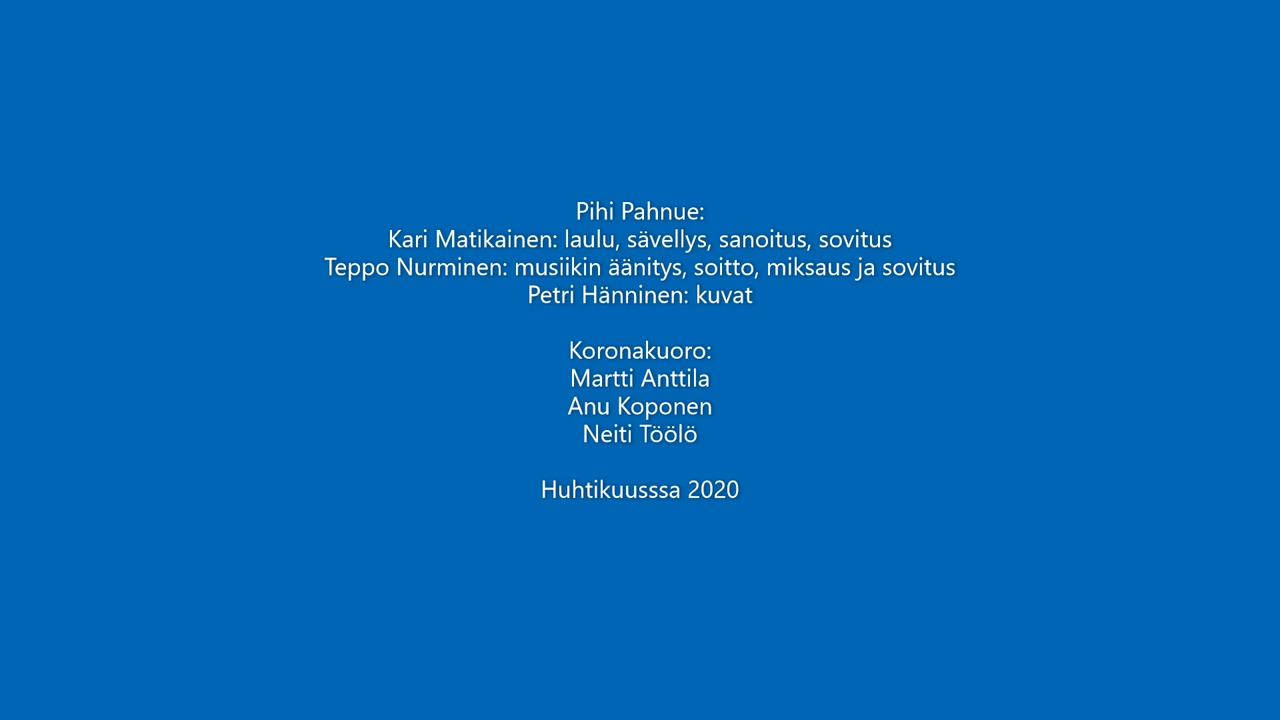 Pihi Pahnue:
Kari Matikainen: laulu, sävellys, sanoitus, sovitus
Teppo Nurminen: musiikin äänitys, soitto, miksaus ja sovitus
Petri Hänninen: kuvat
Koronakuoro:
Martti Anttila
Anu Koponen
Neiti Töölö
Huhtikuusssa 2020